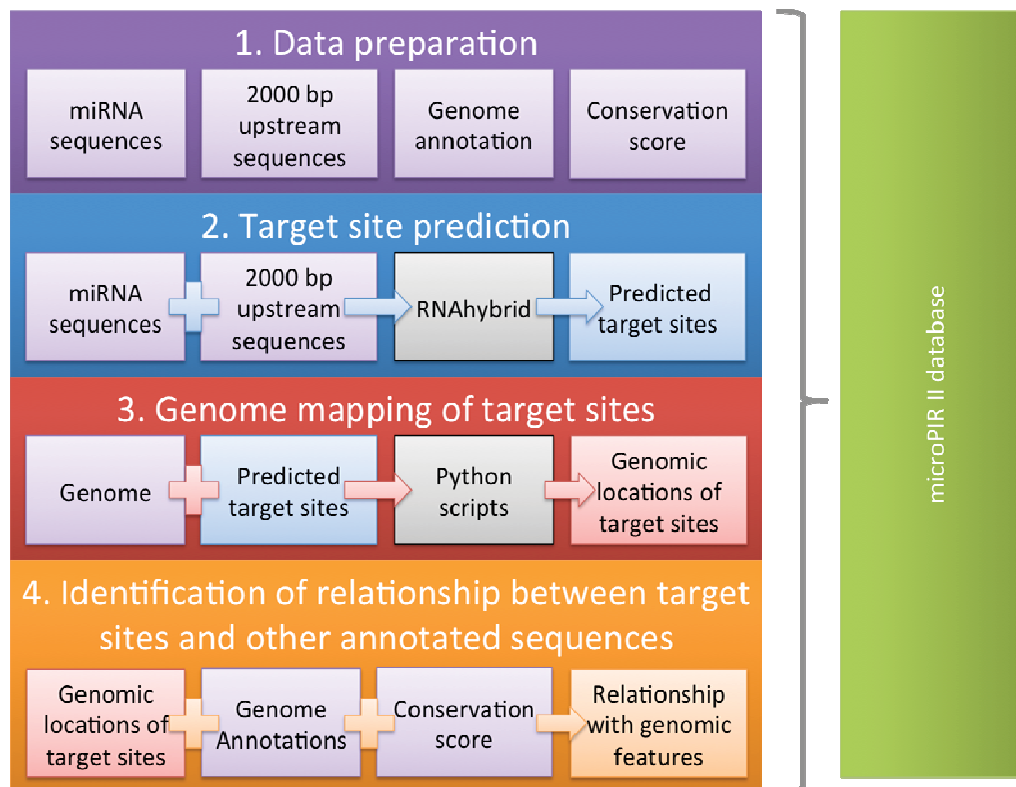 1. Data preparation
miRNA
sequences
2000 bp
upstream
sequences
Genome
annotation
Conservation
score
2. Target site prediction
miRNA
sequences
2000 bp
upstream
sequences
RNAhybrid
Predicted
target sites
3. Genome mapping of target sites
Genome
Predicted
target sites
Python
scripts
Genomic
locations of
target sites
4. Identification of relationship between target
sites and other annotated sequences
Genomic
locations of
target sites
Genome
Annotations
Conservation
score
Relationship
with genomic
features
microPIR II database